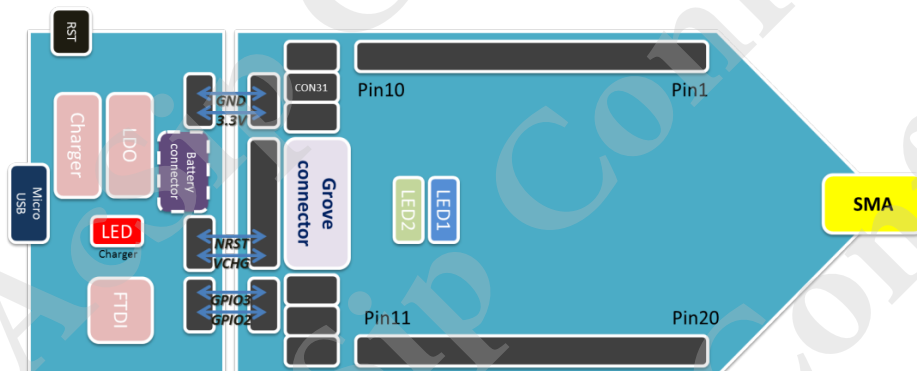 RST
GND
3.3V
CON31
Pin10
Pin1
Charger
LDO
Battery
connector
Grove
connector
Micro
USB
LED
Charger
NRST
VCHG
LED2
LED1
SMA
FTDI
GPIO3
GPIO2
Pin11
Pin20